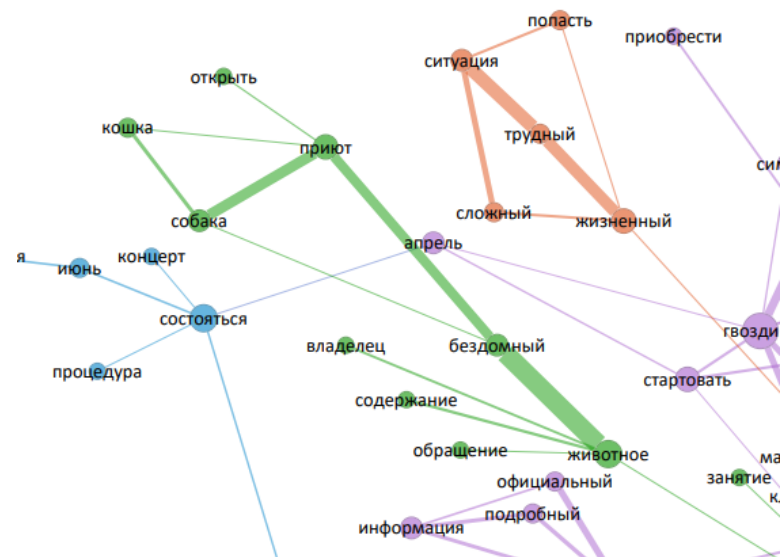 поласть
приобрести
ситуация
открыть
кошка
трудный
приют
сложный
жизненный
собака
апрель
я
июнь
концерт
состояться
гвозди
владелец
бездомный
процедура
стартовать
содержание
обращение
животное
занятие
официальный
подробный
информация